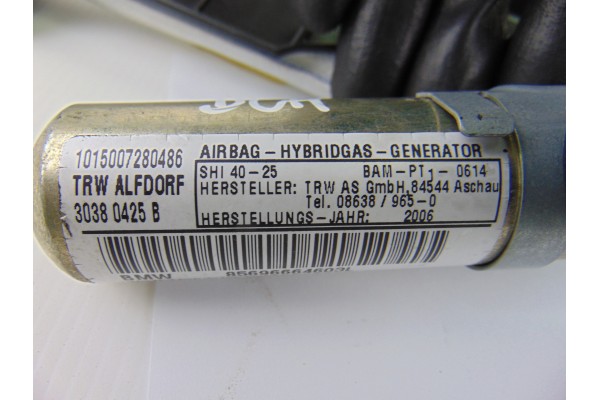 1015007280486
TRW ALFDORF
3038 0425 B
AIRBAG - HYBRIDGAS - GENERATOR
SHI 40 - 25 BAM - PT1 - 0614
HERSTELLER: TRW AS GmbH, 84544 Aschau
Tel. 08638 / 965 - 0
HERSTELLUNGS - JAHR: 2006
BMW